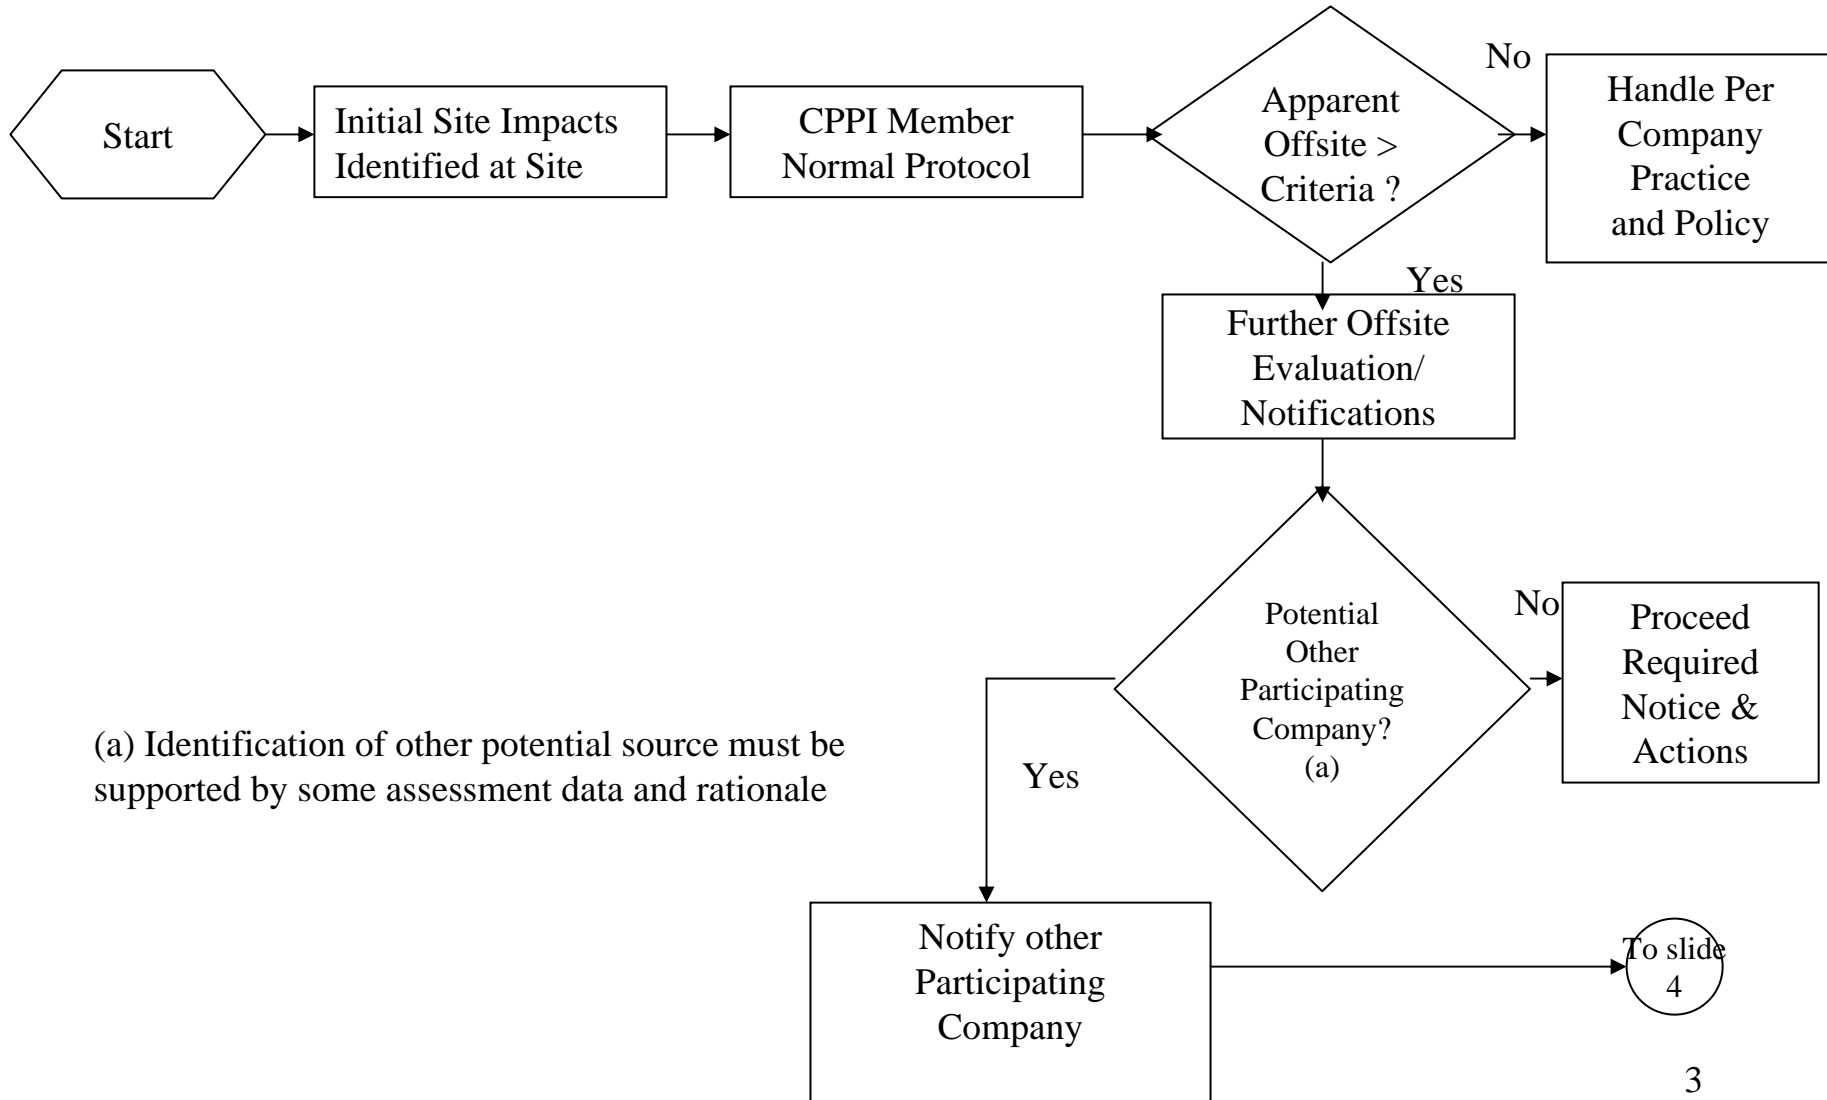 Start
Initial Site Impacts
Identified at Site
CPPI Member
Normal Protocol
Apparent
Offsite >
Criteria ?
No
Handle Per
Company
Practice
and Policy
Yes
Further Offsite
Evaluation/
Notifications
Potential
Other
Participating
Company?
(a)
No
Proceed
Required
Notice &
Actions
(a) Identification of other potential source must be
supported by some assessment data and rationale
Yes
Notify other
Participating
Company
To slide
4
3